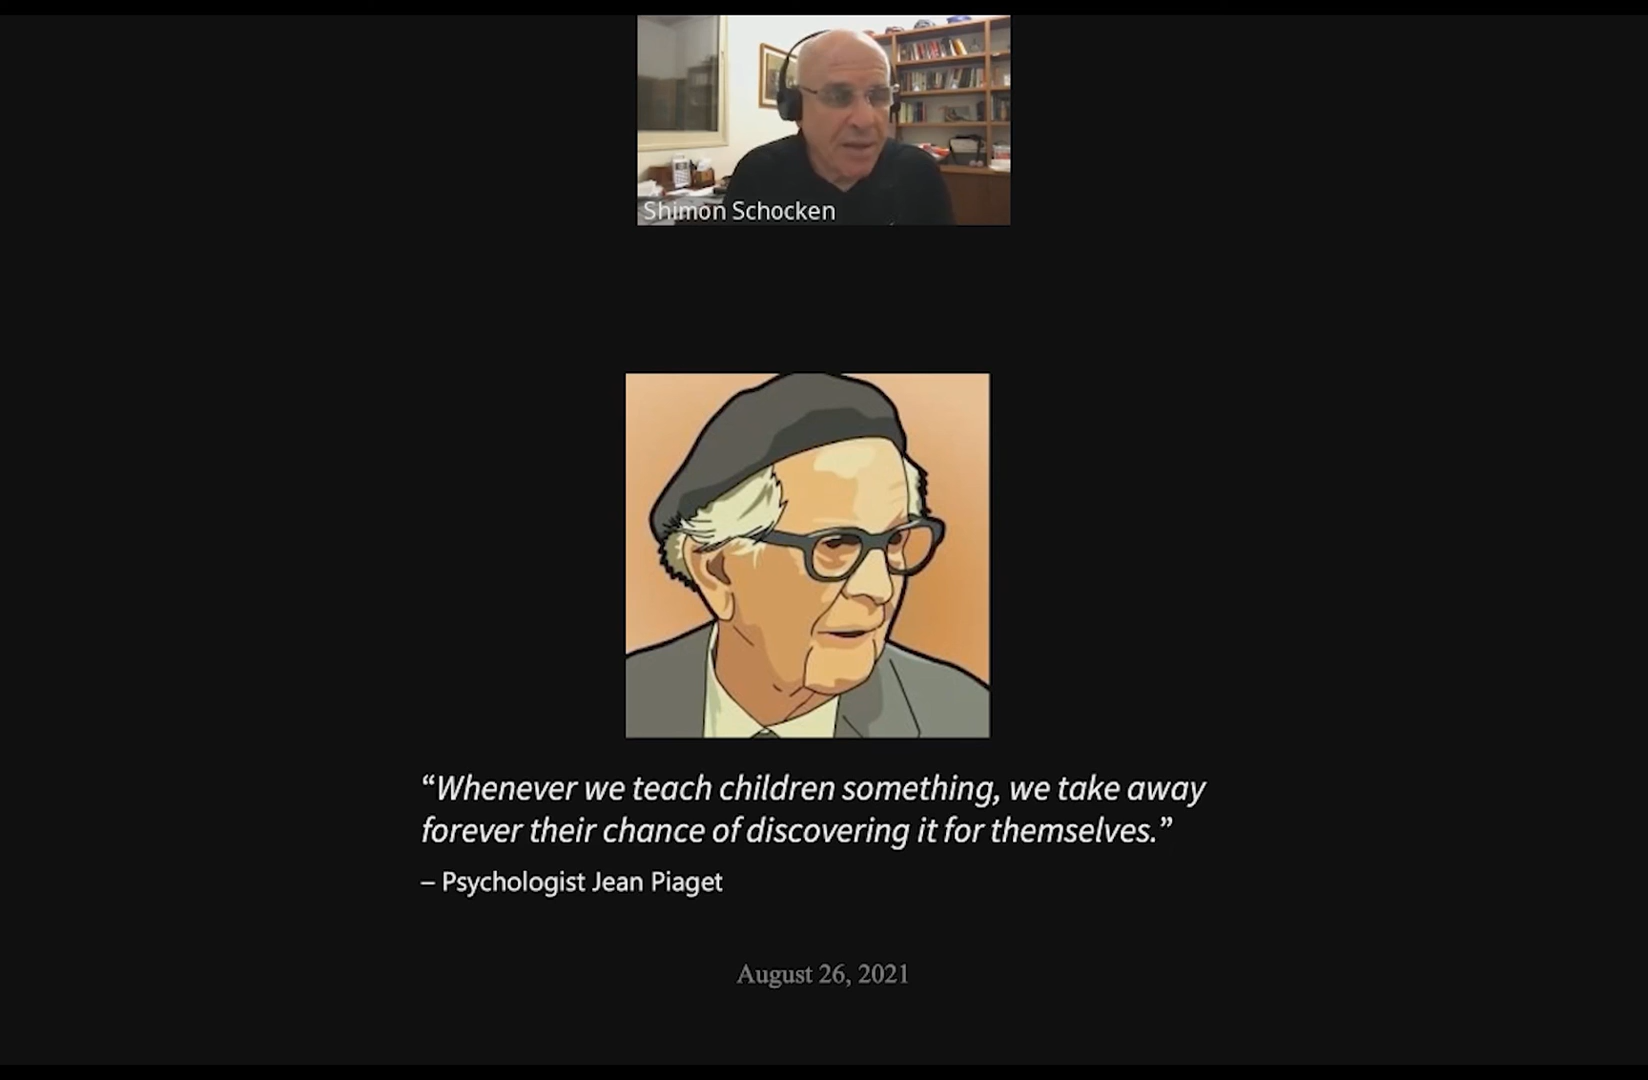 Shimon Schocken
“Whenever we teach children something, we take away
forever their chance of discovering it for themselves.”
– Psychologist Jean Piaget
August 26, 2021